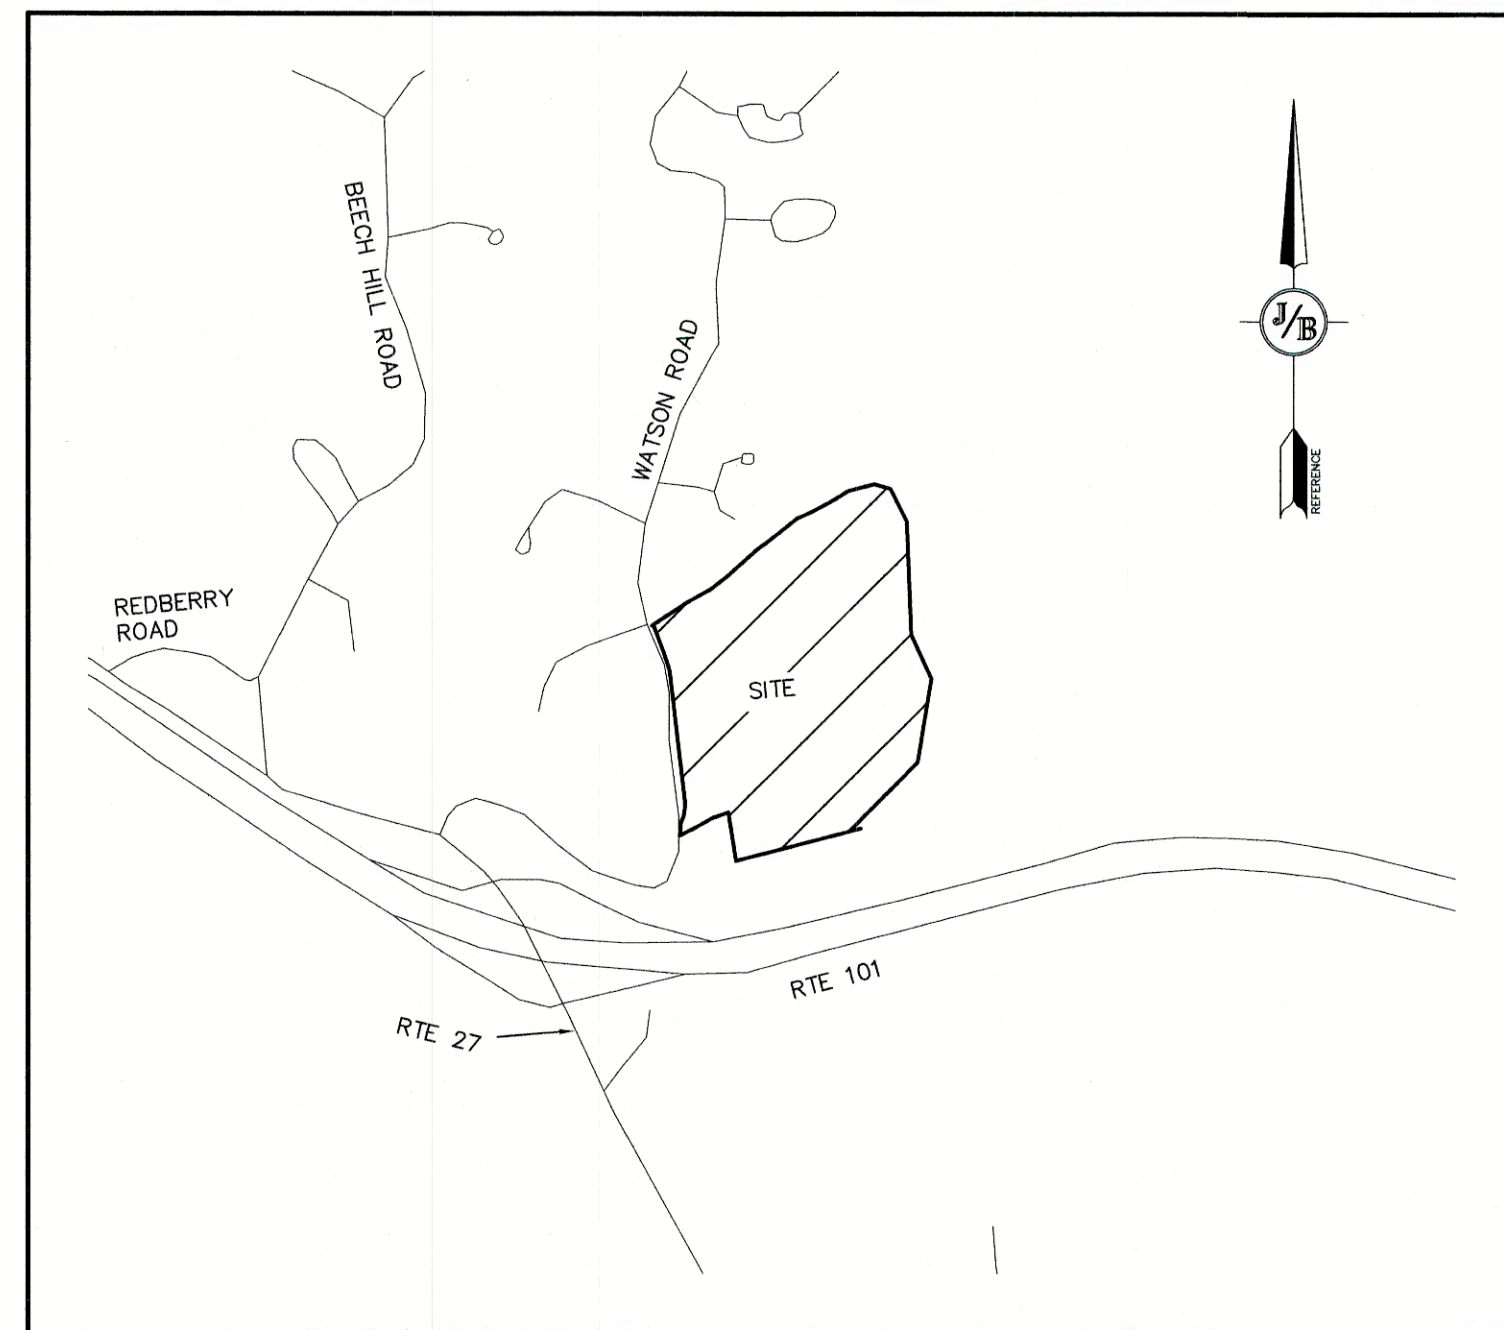 BEECH HILL ROAD
WATSON ROAD
J/B
REFERENCE
REDBERRY
ROAD
SITE
RTE 101
RTE 27